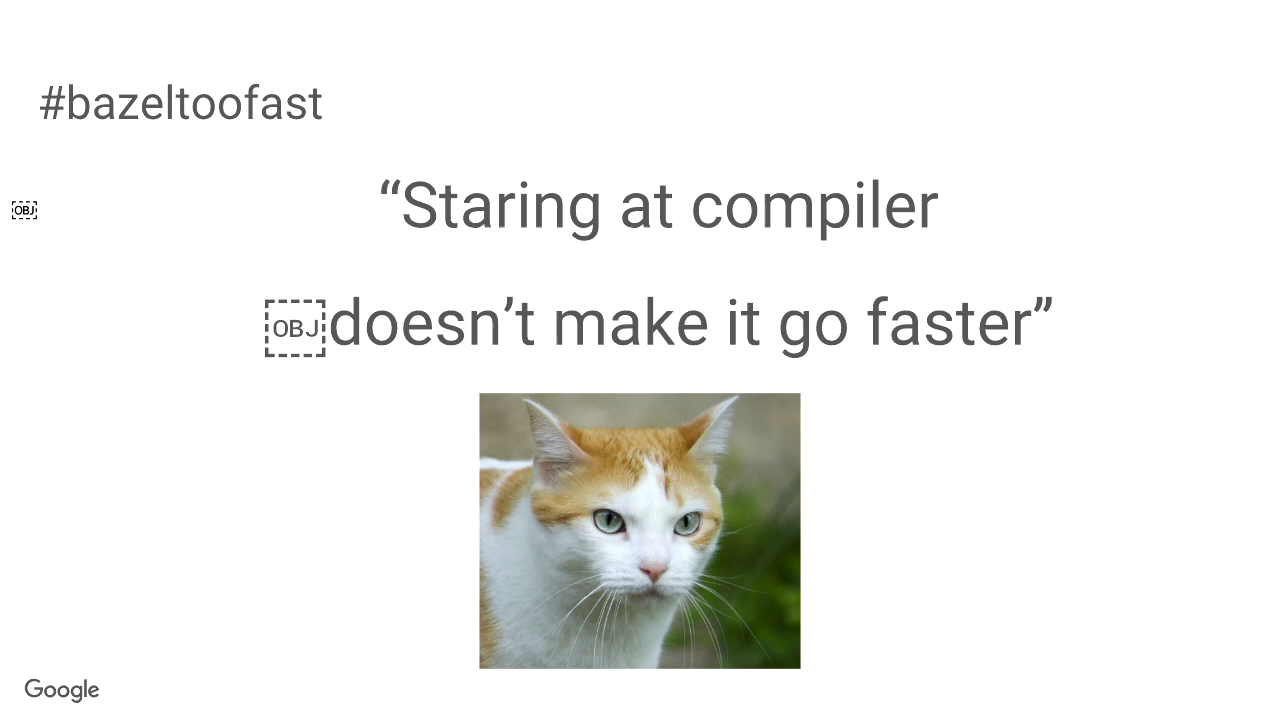 #bazeltoofast
“Staring at compiler
￼doesn’t make it go faster”
Google